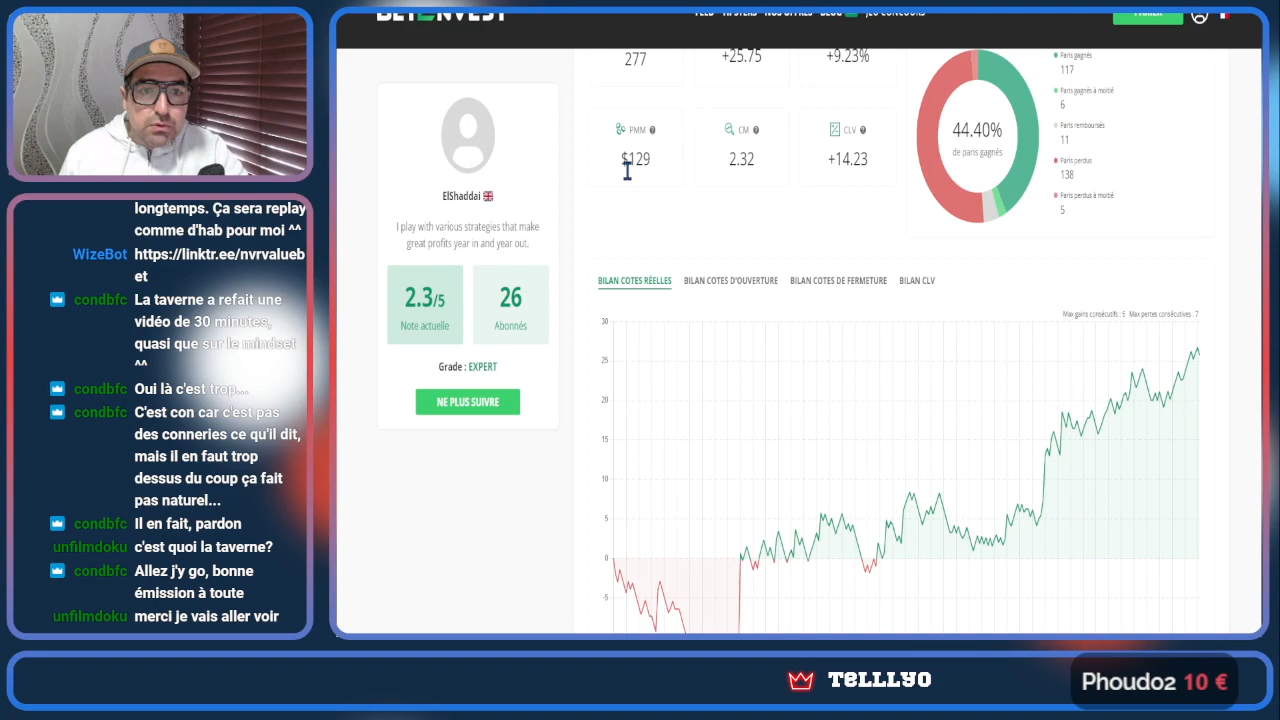 longtemps. Ça sera replay
comme d'hab pour moi ^^
WizeBot https://linktr.ee/nvrvalueb
et
condbfc La taverne a refait une
vidéo de 30 minutes,
quasi que sur le mindset
^^
condbfc Oui là c'est trop...
condbfc C'est con car c'est pas
des conneries ce qu'il dit,
mais il en faut trop
dessus du coup ça fait
pas naturel...
condbfc Il en fait, pardon
unfilmdoku c'est quoi la taverne?
condbfc Allez j'y go, bonne
émission à toute
unfilmdoku merci je vais aller voir
ElShaddai
I play with various strategies that make
great profits year in and year out.
2.3/5
Note actuelle
26
Abonnés
Grade : EXPERT
NE PLUS SUIVRE
277
+25.75
+9.23%
PMM
$129
CM
2.32
CLV
+14.23
44.40%
de paris gagnés
Paris gagnés
117
Paris gagnés à moitié
6
Paris remboursés
11
Paris perdus
138
Paris perdus à moitié
5
BILAN COTES RÉELLES BILAN COTES D'OUVERTURE BILAN COTES DE FERMETURE BILAN CLV
Max gains consécutifs : 6 Max pertes consécutives : 7
30
25
20
15
10
5
0
-5
TELLLYO
Phoudo2 10 €